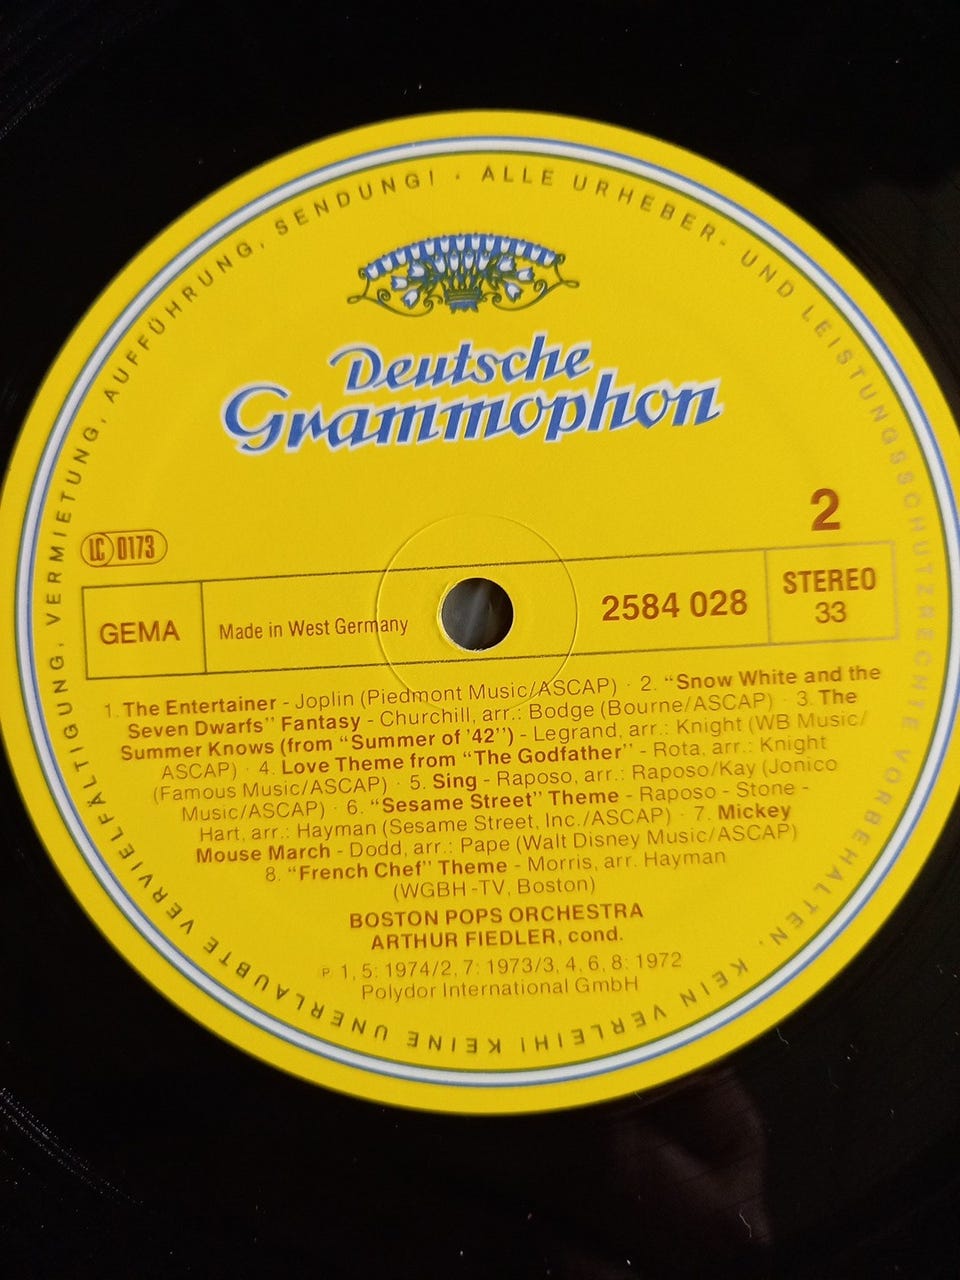 ALLE URHEBER- UND LEISTUNGSSCHUTZRECHTE VORBEHALTEN. KEIN VERLEIH! KEINE UNERLAUBTE VERVIELFÄLTIGUNG, VERMIETUNG, AUFFÜHRUNG, SENDUNG! ·
Deutsche
Grammophon
2
LC 0173
GEMA
Made in West Germany
2584 028
STEREO
33
1. The Entertainer - Joplin (Piedmont Music/ASCAP) · 2. "Snow White and the
Seven Dwarfs" Fantasy - Churchill, arr.: Bodge (Bourne/ASCAP) · 3. The
Summer Knows (from "Summer of '42") - Legrand, arr.: Knight (WB Music/
ASCAP) · 4. Love Theme from "The Godfather" - Rota, arr.: Knight
(Famous Music/ASCAP) · 5. Sing - Raposo, arr.: Raposo/Kay (Jonico
Music/ASCAP) · 6. "Sesame Street" Theme - Raposo - Stone -
Hart, arr.: Hayman (Sesame Street, Inc./ASCAP) · 7. Mickey
Mouse March - Dodd, arr.: Pape (Walt Disney Music/ASCAP)
8. "French Chef" Theme - Morris, arr. Hayman
(WGBH-TV, Boston)
BOSTON POPS ORCHESTRA
ARTHUR FIEDLER, cond.
P 1, 5: 1974/2, 7: 1973/3, 4, 6, 8: 1972
Polydor International GmbH